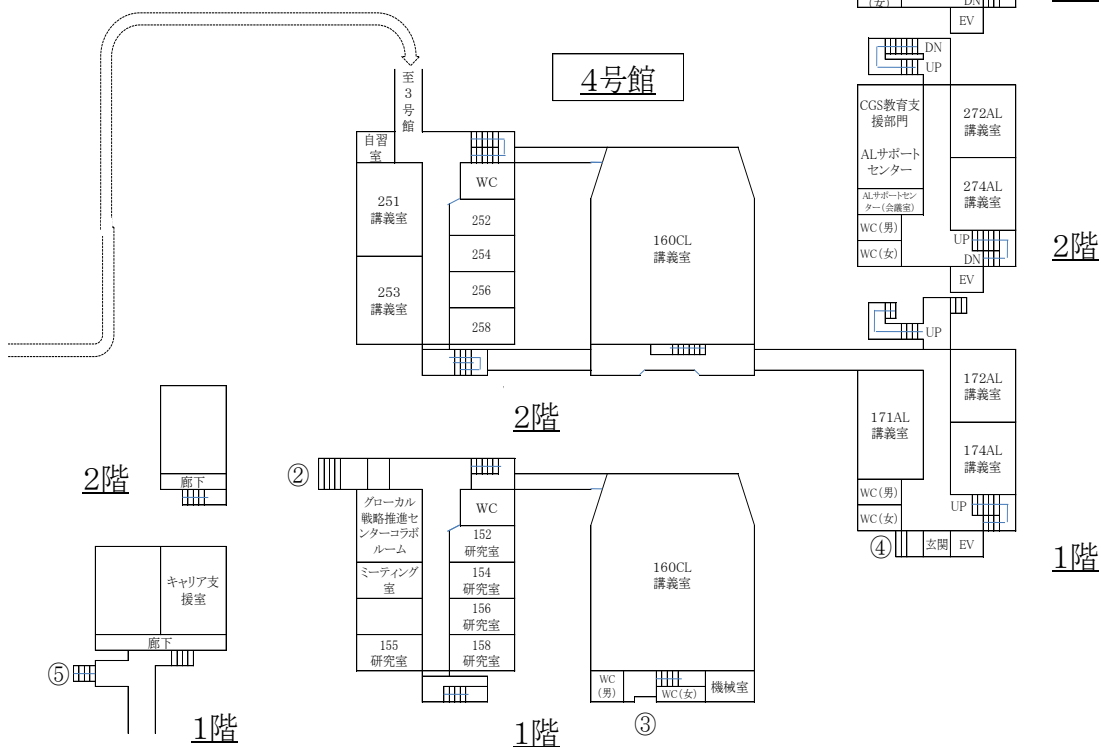 (女)
DN
EV
4号館
DN
UP
至
3
号
館
自習
室
WC
251
講義室
252
254
253
講義室
256
258
160CL
講義室
CGS教育支
援部門
ALサポート
センター
ALサポートセン
ター(会議室)
WC(男)
WC(女)
272AL
講義室
274AL
講義室
UP
DN
EV
2階
UP
2階
171AL
講義室
172AL
講義室
174AL
講義室
WC(男)
WC(女)
UP
④
玄関
EV
1階
2階
廊下
②
グローカル
戦略推進セ
ンターコラボ
ルーム
ミーティング
室
155
研究室
WC
152
研究室
154
研究室
156
研究室
158
研究室
160CL
講義室
WC
(男)
WC(女)
機械室
③
1階
キャリア支
援室
廊下
⑤
1階